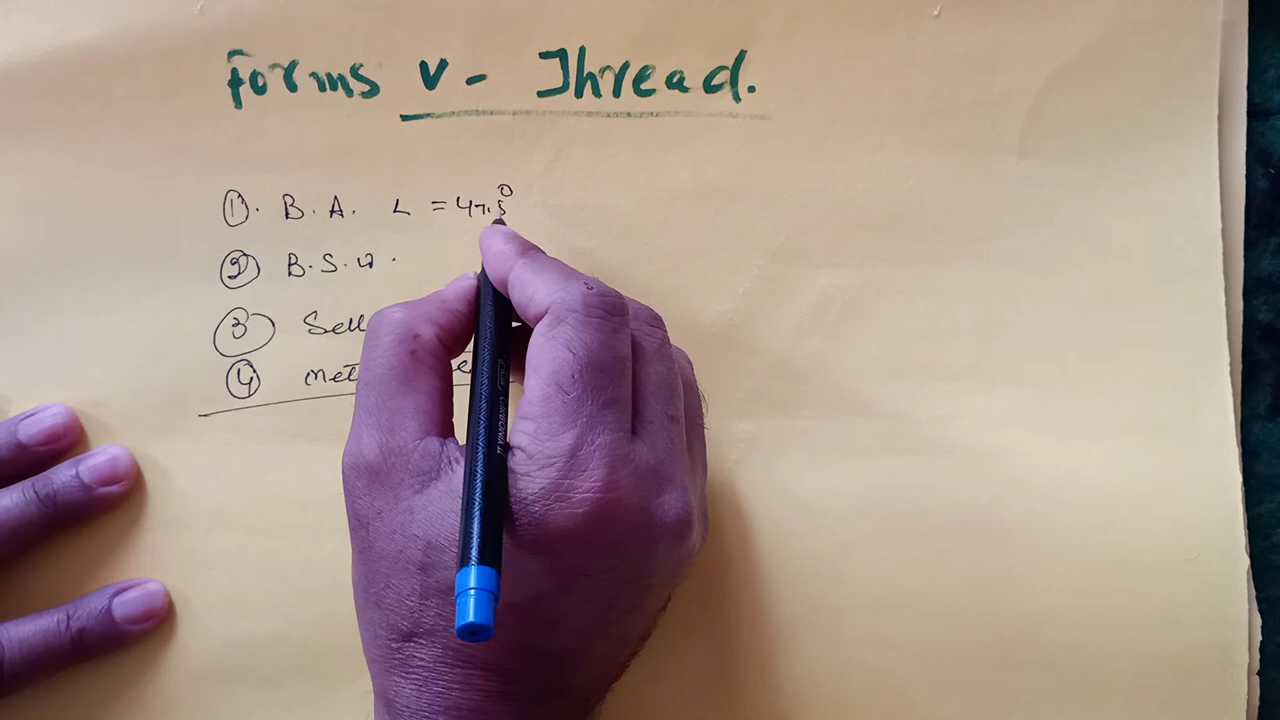 Forms V - Thread.
① . B. A. L = 47.5°
② B.S.W.
③ Sell
④ Met